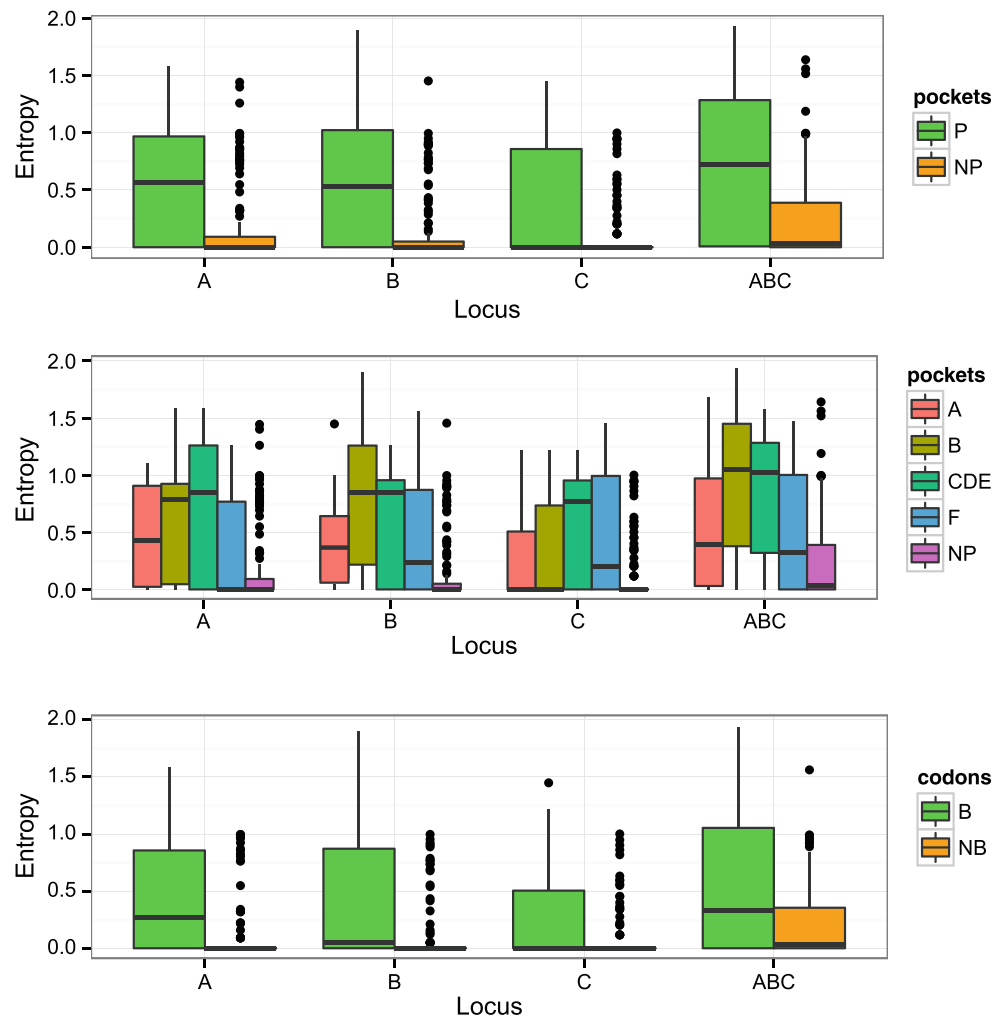 2.0
1.5
1.0
0.5
0.0
Entropy
A B C ABC
Locus
pockets
P
NP
2.0
1.5
1.0
0.5
0.0
Entropy
A B C ABC
Locus
pockets
A
B
CDE
F
NP
2.0
1.5
1.0
0.5
0.0
Entropy
A B C ABC
Locus
codons
B
NB